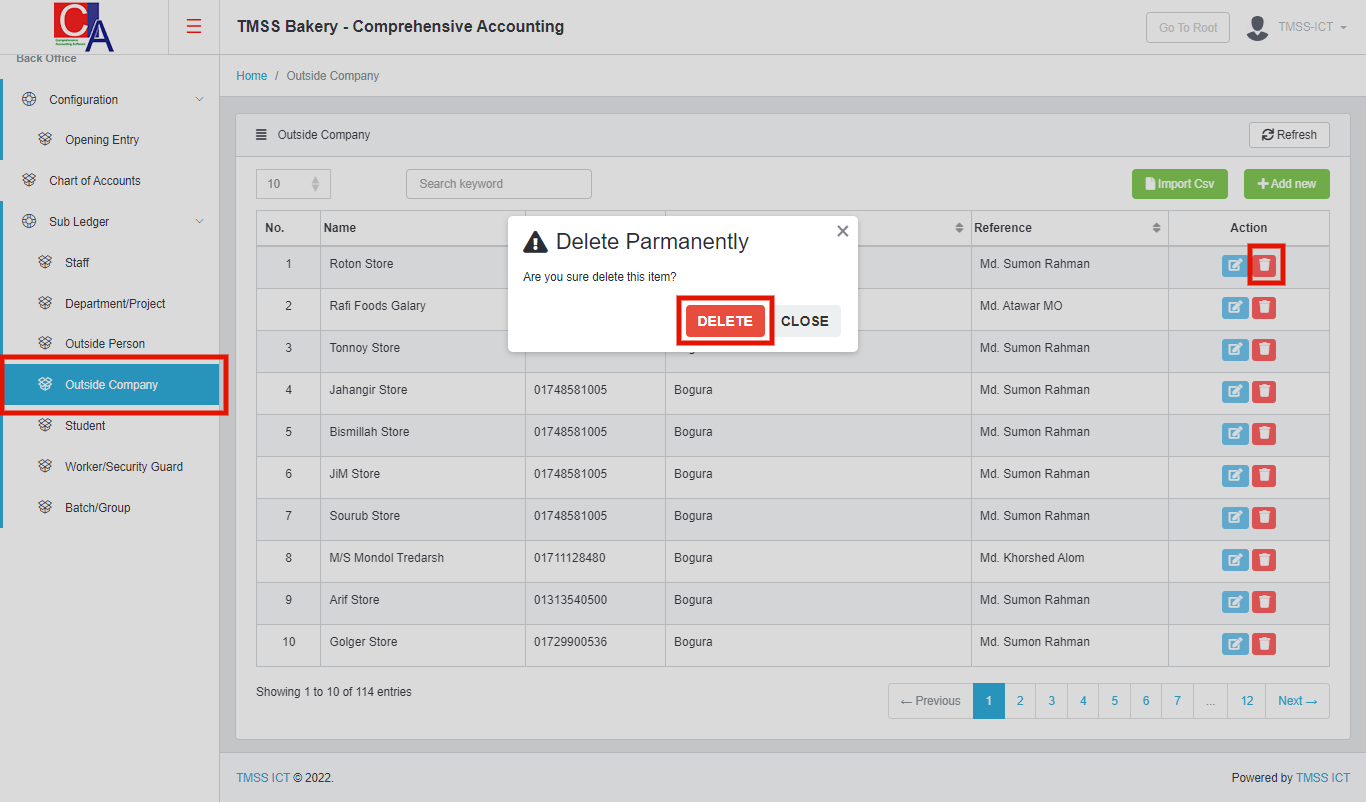 CA
Comprehensive
Accounting Software
TMSS Bakery - Comprehensive Accounting
Go To Root
TMSS-ICT
Back Office
Configuration
Opening Entry
Chart of Accounts
Sub Ledger
Staff
Department/Project
Outside Person
Outside Company
Student
Worker/Security Guard
Batch/Group
Home / Outside Company
Outside Company
Refresh
10
Search keyword
Import Csv
Add new
No. Name Reference Action
1 Roton Store Md. Sumon Rahman
2 Rafi Foods Galary Md. Atawar MO
3 Tonnoy Store Md. Sumon Rahman
4 Jahangir Store 01748581005 Bogura Md. Sumon Rahman
5 Bismillah Store 01748581005 Bogura Md. Sumon Rahman
6 JiM Store 01748581005 Bogura Md. Sumon Rahman
7 Sourub Store 01748581005 Bogura Md. Sumon Rahman
8 M/S Mondol Tredarsh 01711128480 Bogura Md. Khorshed Alom
9 Arif Store 01313540500 Bogura Md. Sumon Rahman
10 Golger Store 01729900536 Bogura Md. Sumon Rahman
Delete Parmanently
×
Are you sure delete this item?
DELETE CLOSE
Showing 1 to 10 of 114 entries
← Previous 1 2 3 4 5 6 7 ... 12 Next →
TMSS ICT © 2022.
Powered by TMSS ICT